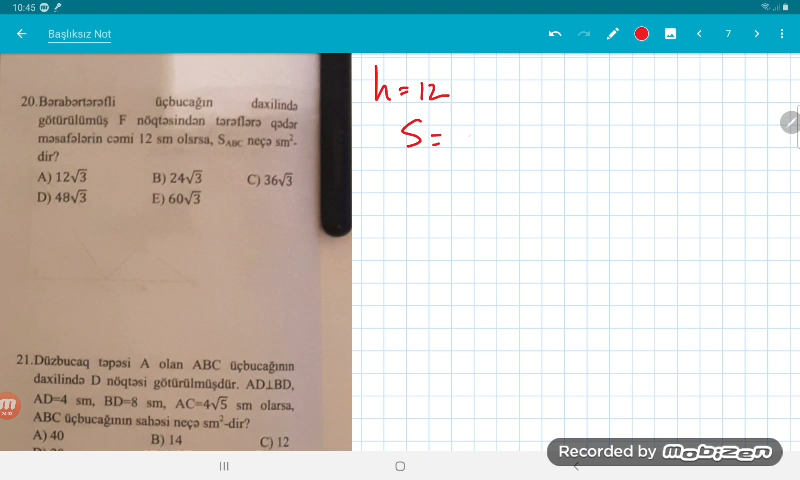 10:45
Başlıksız Not
7
20.Bərabərtərəfli üçbucağın daxilində
götürülümüş F nöqtəsindən tərəflərə qədər
məsafələrin cəmi 12 sm olsrsa, S_ABC neçə sm²-
dir?
A) 12√3 B) 24√3 C) 36√3
D) 48√3 E) 60√3
h = 12
S =
21.Düzbucaq təpəsi A olan ABC üçbucağının
daxilində D nöqtəsi götürülmüşdür. AD⊥BD,
AD=4 sm, BD=8 sm, AC=4√5 sm olarsa,
ABC üçbucağının sahəsi neçə sm²-dir?
A) 40 B) 14 C) 12
Recorded by mobizen